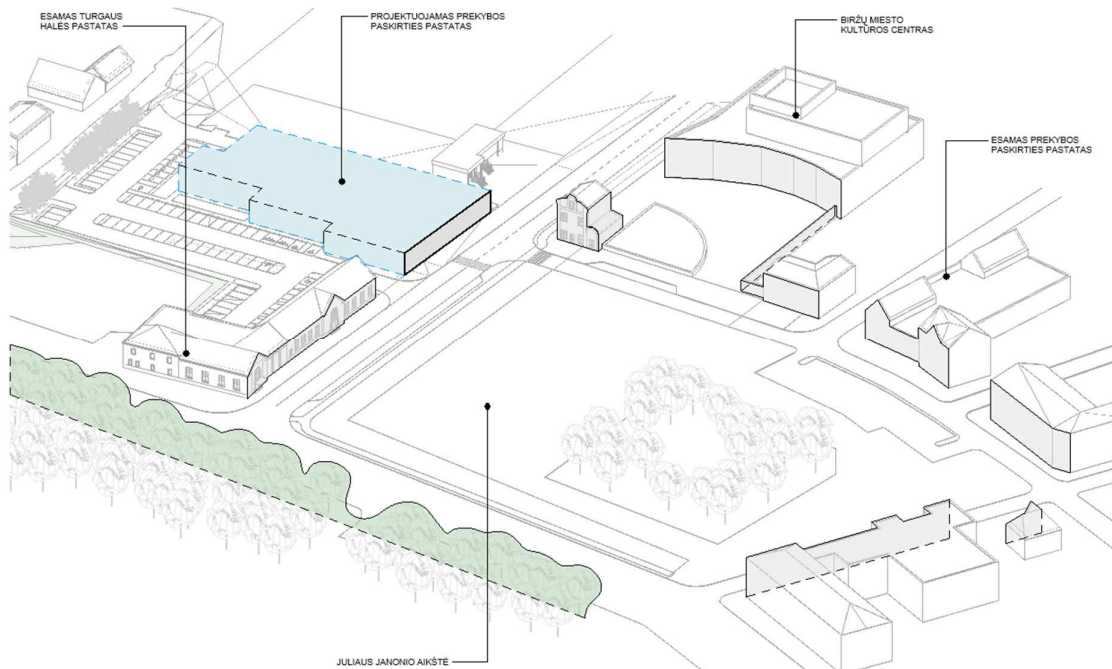 ESAMAS TURGAUS
HALĖS PASTATAS
PROJEKTUOJAMAS PREKYBOS
PASKIRTIES PASTATAS
BIRŽŲ MIESTO
KULTŪROS CENTRAS
ESAMAS PREKYBOS
PASKIRTIES PASTATAS
JULIAUS JANONIO AIKŠTĖ